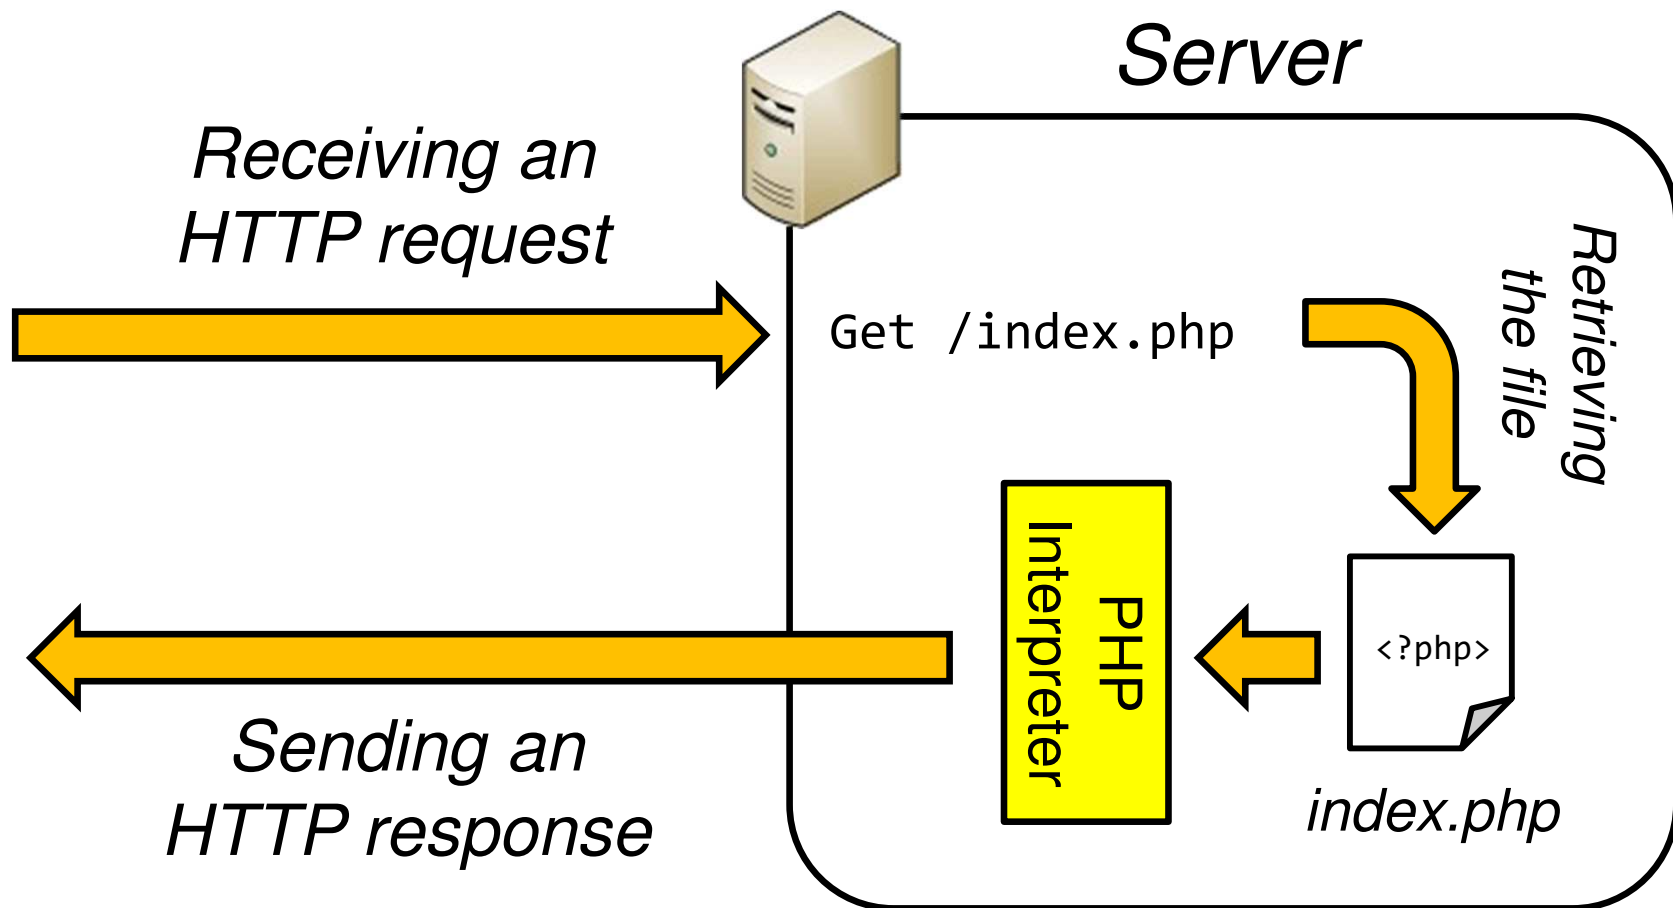 Server
Receiving an
HTTP request
Get /index.php
Retrieving
the file
PHP
Interpreter
<?php>
index.php
Sending an
HTTP response